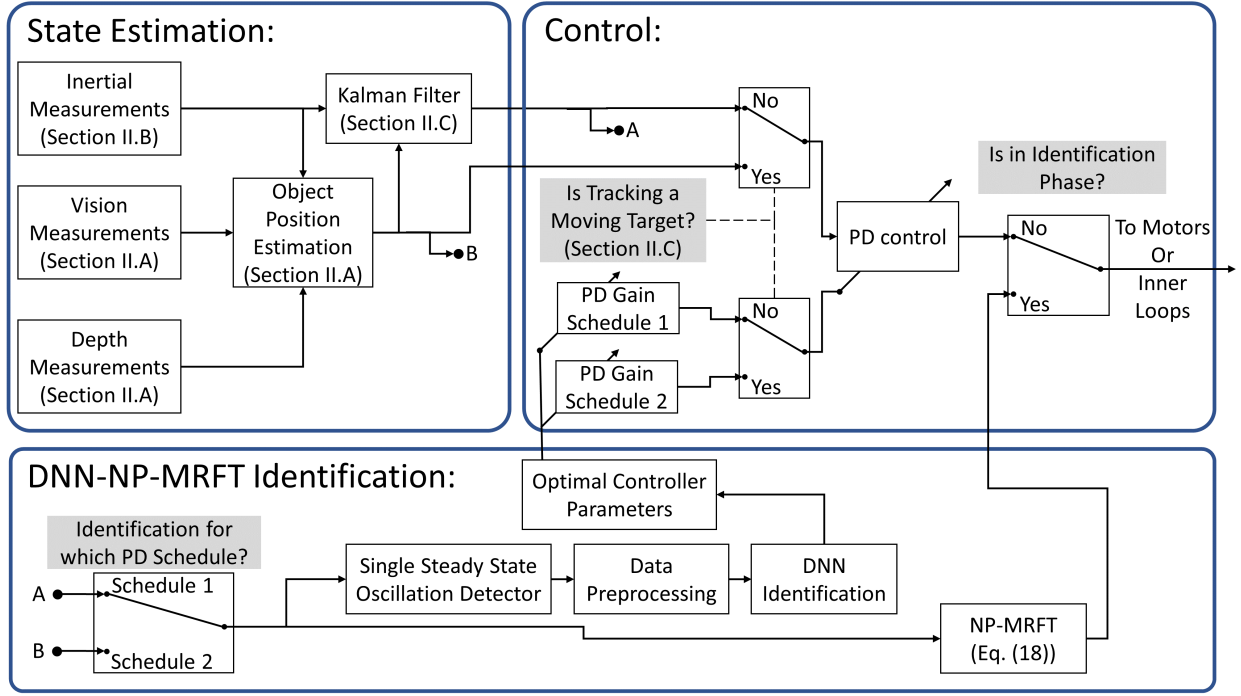 State Estimation:
Inertial
Measurements
(Section II.B)
Kalman Filter
(Section II.C)
A
Vision
Measurements
(Section II.A)
Object
Position
Estimation
(Section II.A)
B
Depth
Measurements
(Section II.A)
Control:
No
Yes
Is Tracking a
Moving Target?
(Section II.C)
PD Gain
Schedule 1
PD Gain
Schedule 2
No
Yes
PD control
Is in Identification
Phase?
No
Yes
To Motors
Or
Inner
Loops
DNN-NP-MRFT Identification:
Optimal Controller
Parameters
Identification for
which PD Schedule?
A
Schedule 1
B
Schedule 2
Single Steady State
Oscillation Detector
Data
Preprocessing
DNN
Identification
NP-MRFT
(Eq. (18))